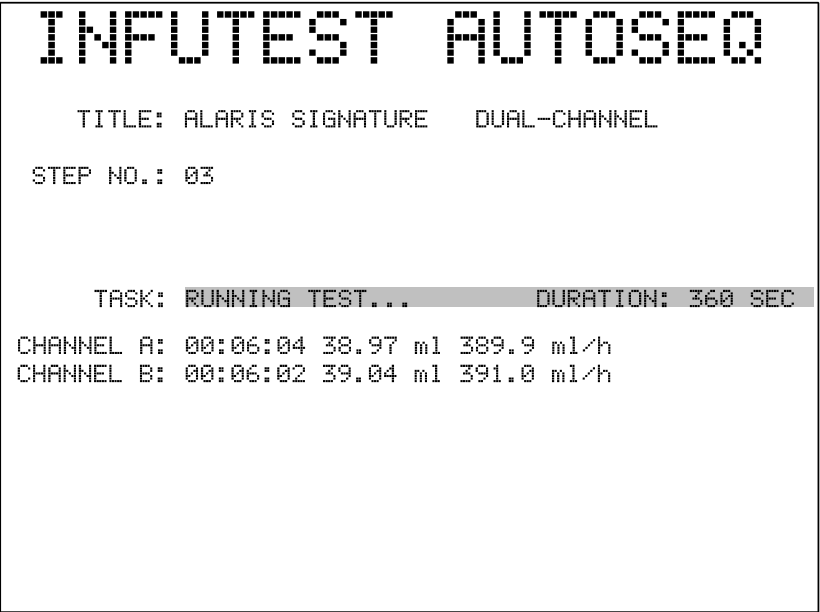 INFUTEST AUTOSEQ
TITLE: ALARIS SIGNATURE DUAL-CHANNEL
STEP NO.: 03
TASK: RUNNING TEST... DURATION: 360 SEC
CHANNEL A: 00:06:04 38.97 ml 389.9 ml/h
CHANNEL B: 00:06:02 39.04 ml 391.0 ml/h